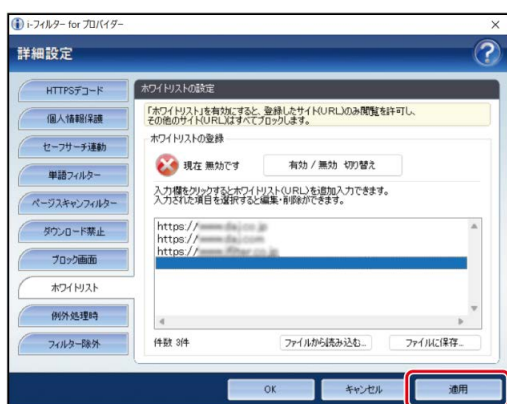 i-フィルター for プロバイダー
詳細設定
HTTPSデコード
個人情報保護
セーフサーチ連動
単語フィルター
ページスキャンフィルター
ダウンロード禁止
ブロック画面
ホワイトリスト
例外処理時
フィルター除外
ホワイトリストの設定
「ホワイトリスト」を有効にすると、登録したサイト(URL)のみ閲覧を許可し、
その他のサイト(URL)はすべてブロックします。
ホワイトリストの登録
現在 無効です
有効 / 無効 切り替え
入力欄をクリックするとホワイトリスト(URL)を追加入力できます。
入力された項目を選択すると編集・削除ができます。
https://
https://
https://
件数 3件
ファイルから読み込む...
ファイルに保存...
OK
キャンセル
適用